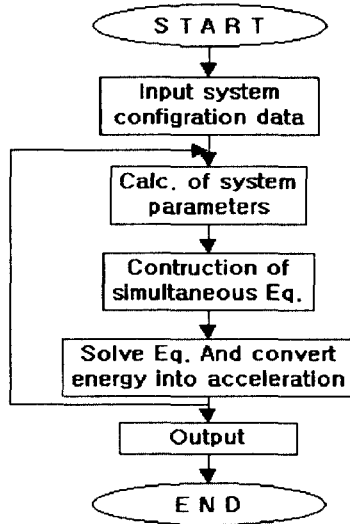 START
Input system
configration data
Calc. of system
parameters
Contruction of
simultaneous Eq.
Solve Eq. And convert
energy into acceleration
Output
END